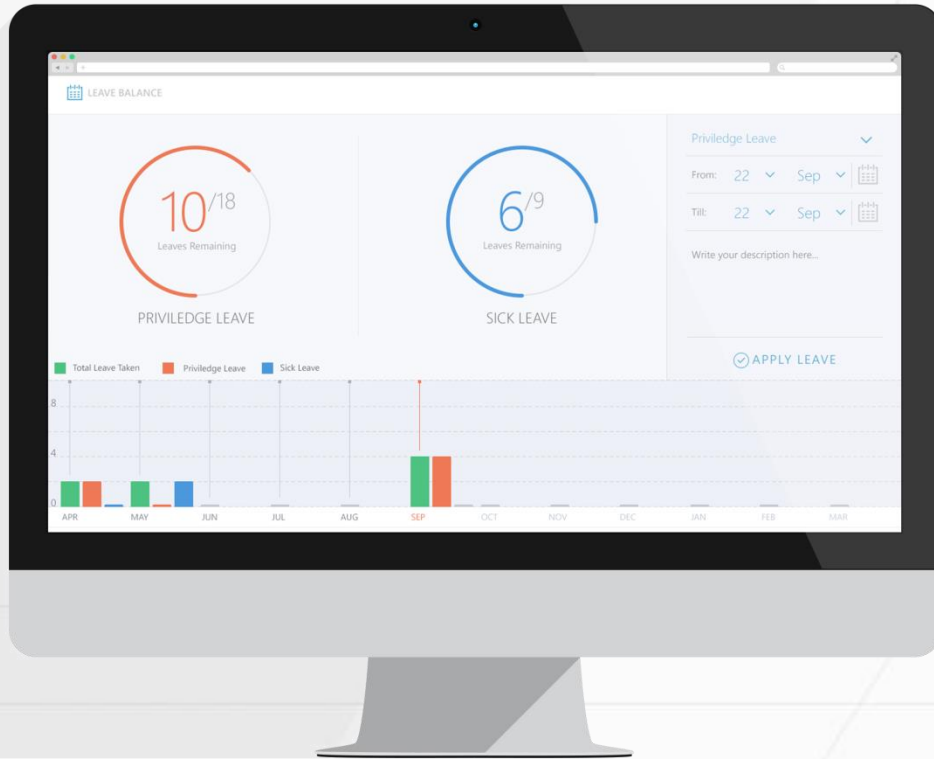 LEAVE BALANCE
10/18
Leaves Remaining
PRIVILEDGE LEAVE
6/9
Leaves Remaining
SICK LEAVE
Priviledge Leave
From: 22 Sep
Till: 22 Sep
Write your description here...
APPLY LEAVE
Total Leave Taken Priviledge Leave Sick Leave
8
4
0
APR MAY JUN JUL AUG SEP OCT NOV DEC JAN FEB MAR